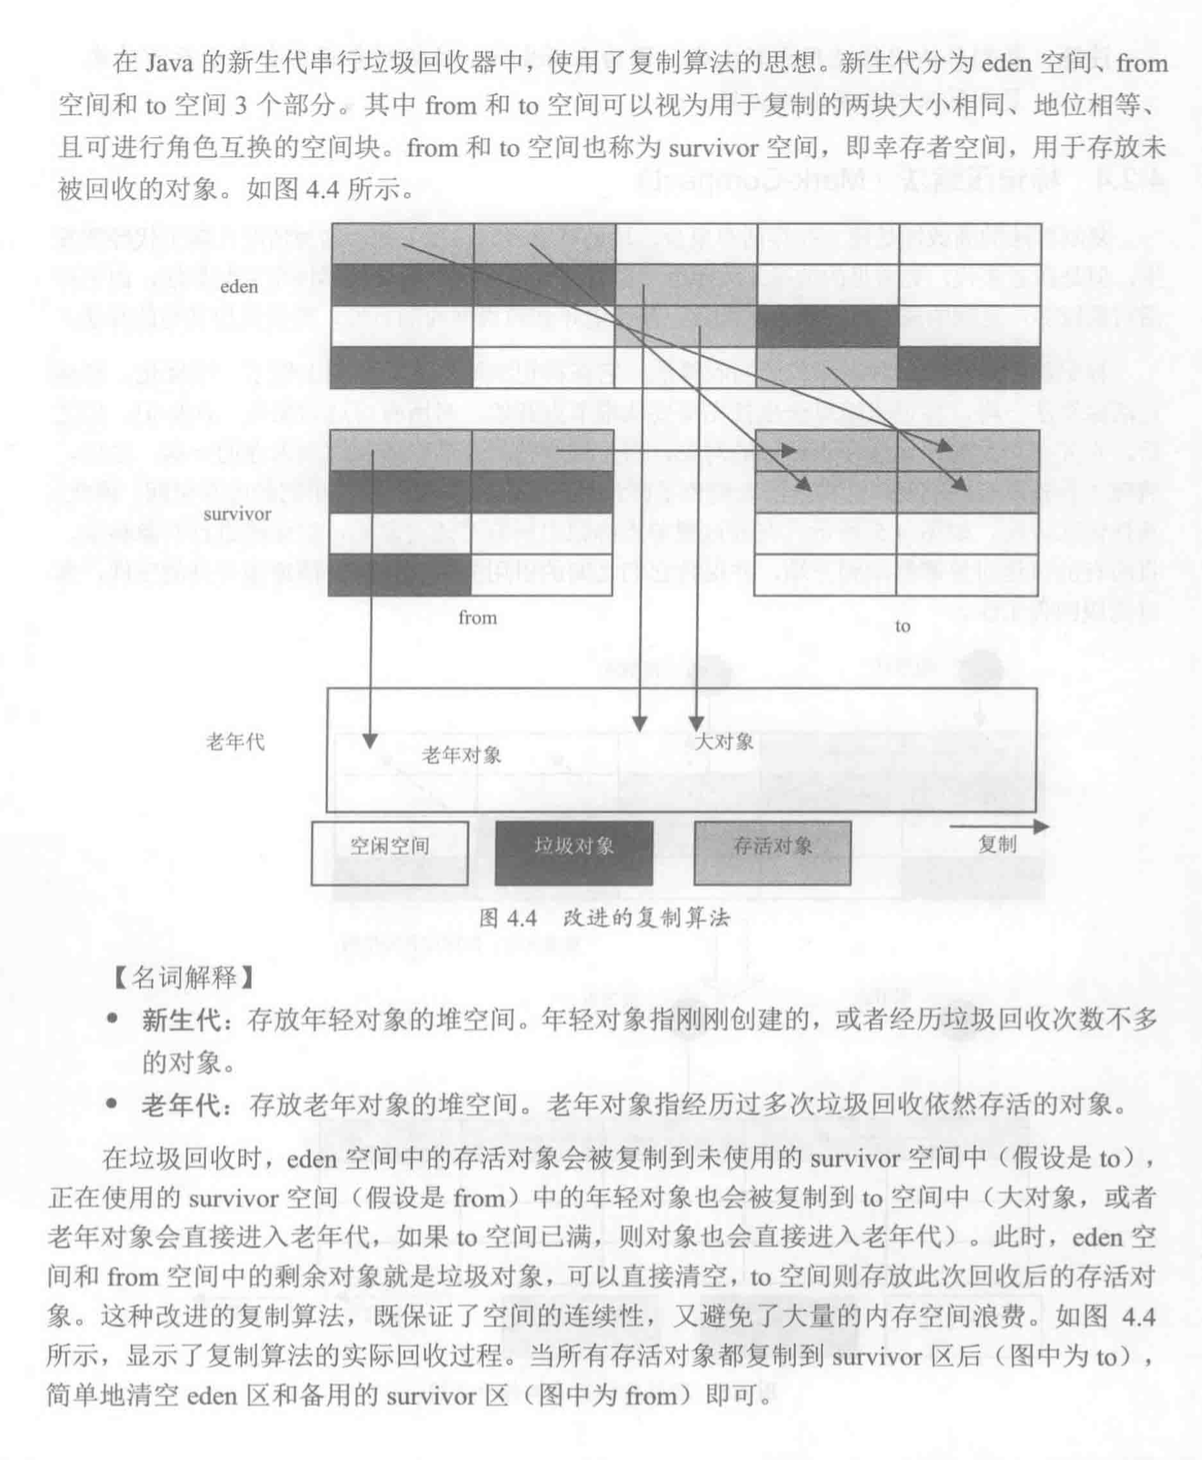 在 Java 的新生代串行垃圾回收器中，使用了复制算法的思想。新生代分为 eden 空间、from
空间和 to 空间 3 个部分。其中 from 和 to 空间可以视为用于复制的两块大小相同、地位相等、
且可进行角色互换的空间块。from 和 to 空间也称为 survivor 空间，即幸存者空间，用于存放未
被回收的对象。如图 4.4 所示。
eden
survivor
from
to
老年代
老年对象
大对象
空闲空间
垃圾对象
存活对象
复制
图 4.4 改进的复制算法
【名词解释】
● 新生代：存放年轻对象的堆空间。年轻对象指刚刚创建的，或者经历垃圾回收次数不多
的对象。
● 老年代：存放老年对象的堆空间。老年对象指经历过多次垃圾回收依然存活的对象。
在垃圾回收时，eden 空间中的存活对象会被复制到未使用的 survivor 空间中（假设是 to），
正在使用的 survivor 空间（假设是 from）中的年轻对象也会被复制到 to 空间中（大对象，或者
老年对象会直接进入老年代，如果 to 空间已满，则对象也会直接进入老年代）。此时，eden 空
间和 from 空间中的剩余对象就是垃圾对象，可以直接清空，to 空间则存放此次回收后的存活对
象。这种改进的复制算法，既保证了空间的连续性，又避免了大量的内存空间浪费。如图 4.4
所示，显示了复制算法的实际回收过程。当所有存活对象都复制到 survivor 区后（图中为 to），
简单地清空 eden 区和备用的 survivor 区（图中为 from）即可。